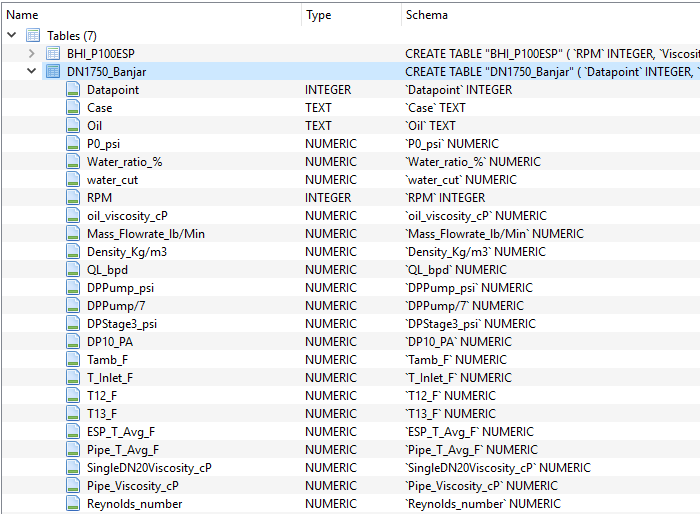 Name Type Schema
Tables (7)
BHI_P100ESP CREATE TABLE "BHI_P100ESP" ( `RPM` INTEGER, `Viscosit
DN1750_Banjar CREATE TABLE "DN1750_Banjar" ( `Datapoint` INTEGER, `
Datapoint INTEGER `Datapoint` INTEGER
Case TEXT `Case` TEXT
Oil TEXT `Oil` TEXT
P0_psi NUMERIC `P0_psi` NUMERIC
Water_ratio_% NUMERIC `Water_ratio_%` NUMERIC
water_cut NUMERIC `water_cut` NUMERIC
RPM INTEGER `RPM` INTEGER
oil_viscosity_cP NUMERIC `oil_viscosity_cP` NUMERIC
Mass_Flowrate_lb/Min NUMERIC `Mass_Flowrate_lb/Min` NUMERIC
Density_Kg/m3 NUMERIC `Density_Kg/m3` NUMERIC
QL_bpd NUMERIC `QL_bpd` NUMERIC
DPPump_psi NUMERIC `DPPump_psi` NUMERIC
DPPump/7 NUMERIC `DPPump/7` NUMERIC
DPStage3_psi NUMERIC `DPStage3_psi` NUMERIC
DP10_PA NUMERIC `DP10_PA` NUMERIC
Tamb_F NUMERIC `Tamb_F` NUMERIC
T_Inlet_F NUMERIC `T_Inlet_F` NUMERIC
T12_F NUMERIC `T12_F` NUMERIC
T13_F NUMERIC `T13_F` NUMERIC
ESP_T_Avg_F NUMERIC `ESP_T_Avg_F` NUMERIC
Pipe_T_Avg_F NUMERIC `Pipe_T_Avg_F` NUMERIC
SingleDN20Viscosity_cP NUMERIC `SingleDN20Viscosity_cP` NUMERIC
Pipe_Viscosity_cP NUMERIC `Pipe_Viscosity_cP` NUMERIC
Reynolds_number NUMERIC `Reynolds_number` NUMERIC